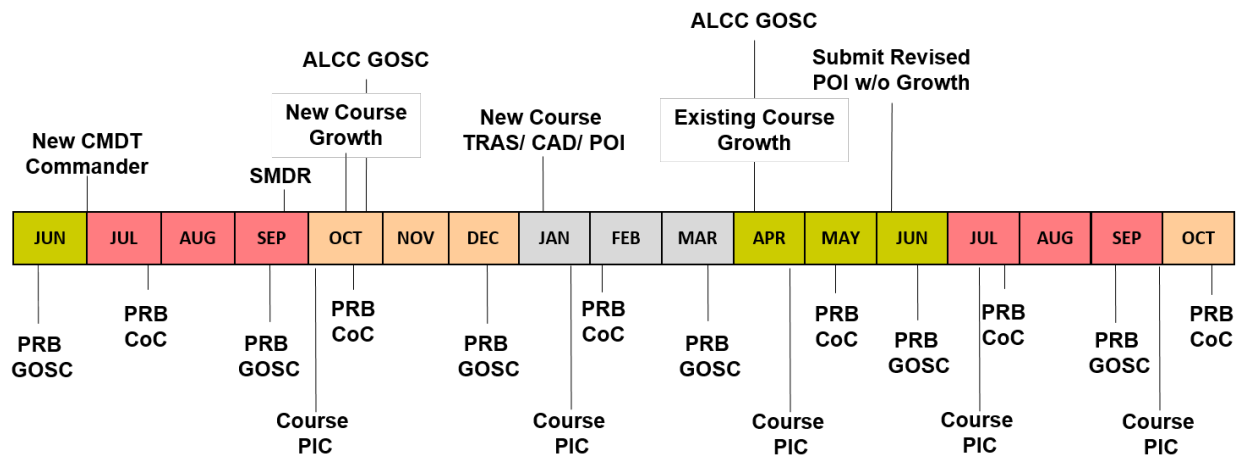 ALCC GOSC
ALCC GOSC
Submit Revised
POI w/o Growth
New Course
Growth
New Course
TRAS/ CAD/ POI
Existing Course
Growth
New CMDT
Commander
SMDR
JUN JUL AUG SEP OCT NOV DEC JAN FEB MAR APR MAY JUN JUL AUG SEP OCT
PRB
GOSC
PRB
CoC
PRB
GOSC
PRB
CoC
PRB
GOSC
PRB
CoC
PRB
GOSC
PRB
CoC
PRB
GOSC
PRB
CoC
PRB
GOSC
PRB
CoC
Course
PIC
Course
PIC
Course
PIC
Course
PIC
Course
PIC